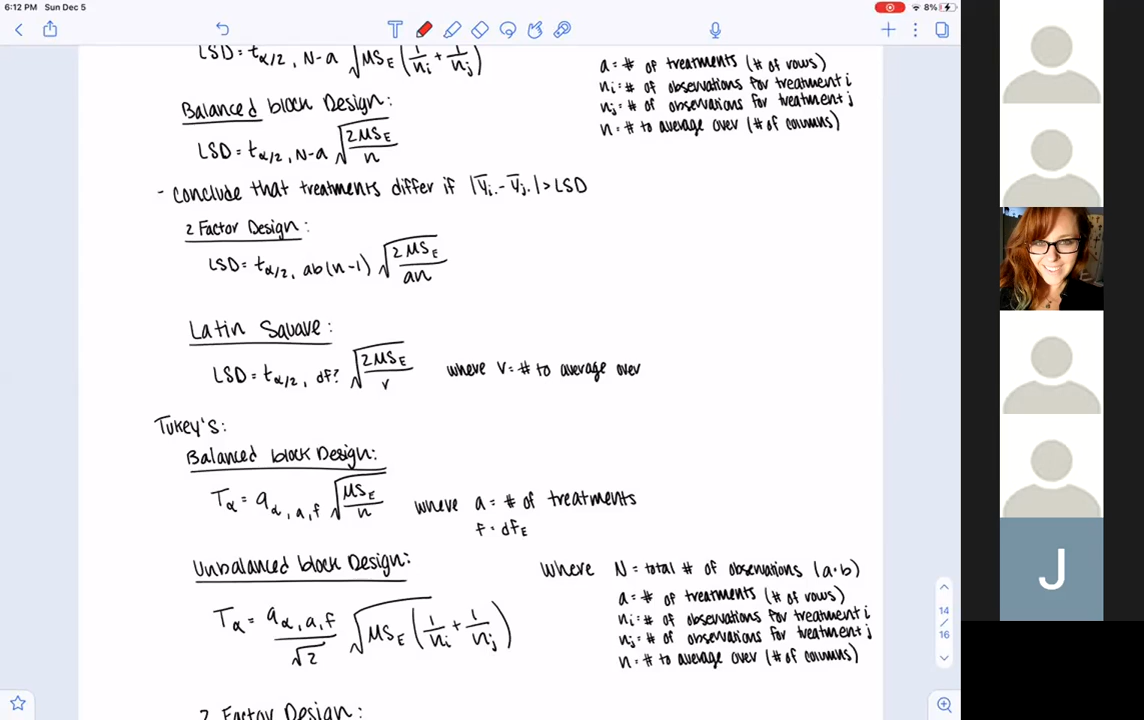 6:12 PM Sun Dec 5
8%
LSD = tα/2, N-a √MSE (1/ni + 1/nj)
a = # of treatments (# of rows)
ni = # of observations for treatment i
nj = # of observations for treatment j
n = # to average over (# of columns)
Balanced block Design:
LSD = tα/2, N-a √2MSE/n
- conclude that treatments differ if |ȳi. - ȳj.| > LSD
2 Factor Design:
LSD = tα/2, ab(n-1) √2MSE/an
Latin Square:
LSD = tα/2, df? √2MSE/r where r = # to average over
Tukey's:
Balanced block Design:
Tα = qα,a,f √MSE/n where a = # of treatments
f = dfE
Unbalanced block Design:
Where N = total # of observations (a·b)
a = # of treatments (# of rows)
ni = # of observations for treatment i
nj = # of observations for treatment j
n = # to average over (# of columns)
Tα = qα,a,f/√2 √MSE (1/ni + 1/nj)
2 Factor Design:
14
/
16
J